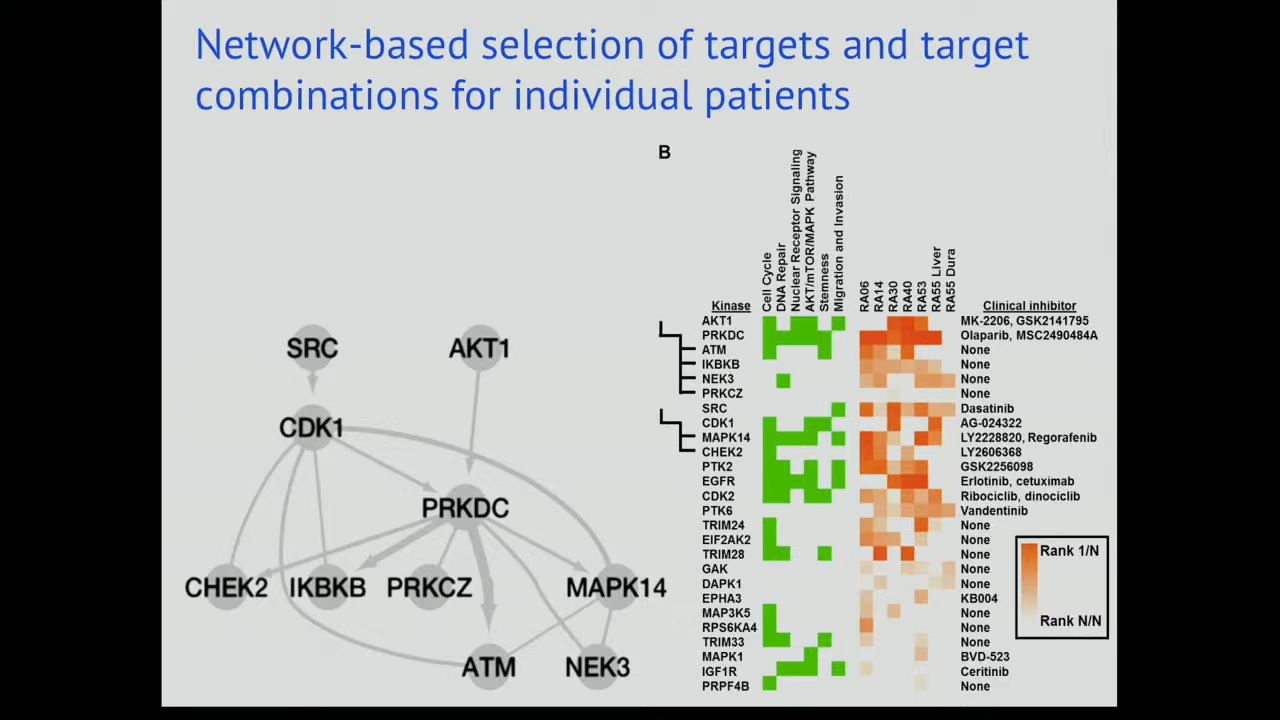 Network-based selection of targets and target
combinations for individual patients
B
Cell Cycle
DNA Repair
Nuclear Receptor Signaling
AKT/mTOR/MAPK Pathway
Stemness
Migration and Invasion
RA06
RA14
RA30
RA40
RA53
RA55 Liver
RA55 Dura
Kinase Clinical inhibitor
AKT1 MK-2206, GSK2141795
PRKDC Olaparib, MSC2490484A
ATM None
IKBKB None
NEK3 None
PRKCZ None
SRC Dasatinib
CDK1 AG-024322
MAPK14 LY2228820, Regorafenib
CHEK2 LY2606368
PTK2 GSK2256098
EGFR Erlotinib, cetuximab
CDK2 Ribociclib, dinociclib
PTK6 Vandentinib
TRIM24 None
EIF2AK2 None
TRIM28 None
GAK None
DAPK1 None
EPHA3 KB004
MAP3K5 None
RPS6KA4 None
TRIM33 None
MAPK1 BVD-523
IGF1R Ceritinib
PRPF4B None
Rank 1/N
Rank N/N
SRC AKT1
CDK1
PRKDC
CHEK2 IKBKB PRKCZ MAPK14
ATM NEK3